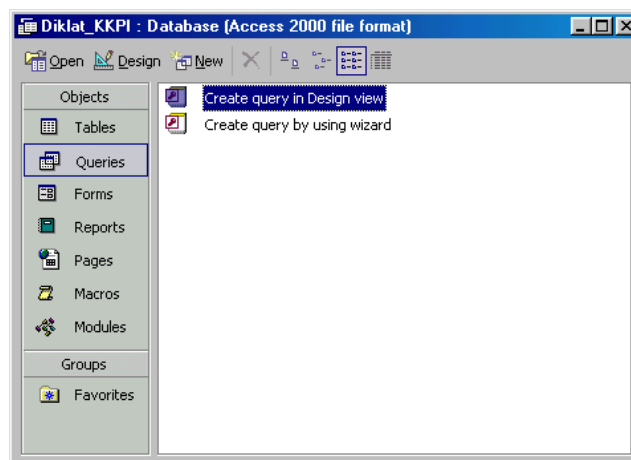 Diklat_KKPI : Database (Access 2000 file format)
Open Design New
Objects
Tables
Queries
Forms
Reports
Pages
Macros
Modules
Groups
Favorites
Create query in Design view
Create query by using wizard